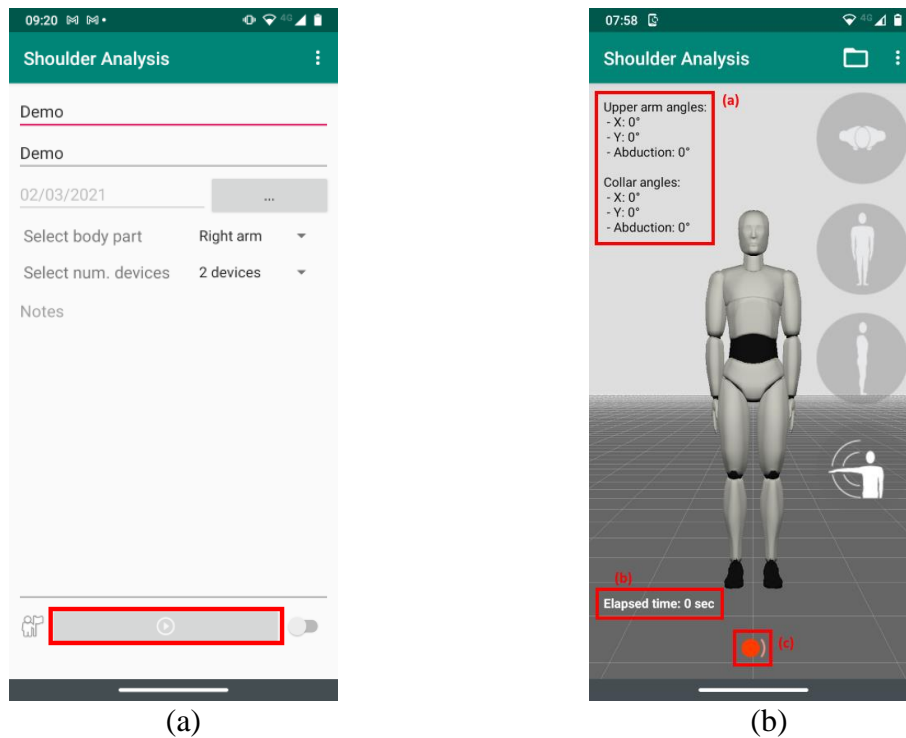 09:20
4G
Shoulder Analysis
Demo
Demo
02/03/2021
...
Select body part Right arm
Select num. devices 2 devices
Notes
(a)
07:58
4G
Shoulder Analysis
(a)
Upper arm angles:
- X: 0°
- Y: 0°
- Abduction: 0°
Collar angles:
- X: 0°
- Y: 0°
- Abduction: 0°
(b)
Elapsed time: 0 sec
(c)
(b)